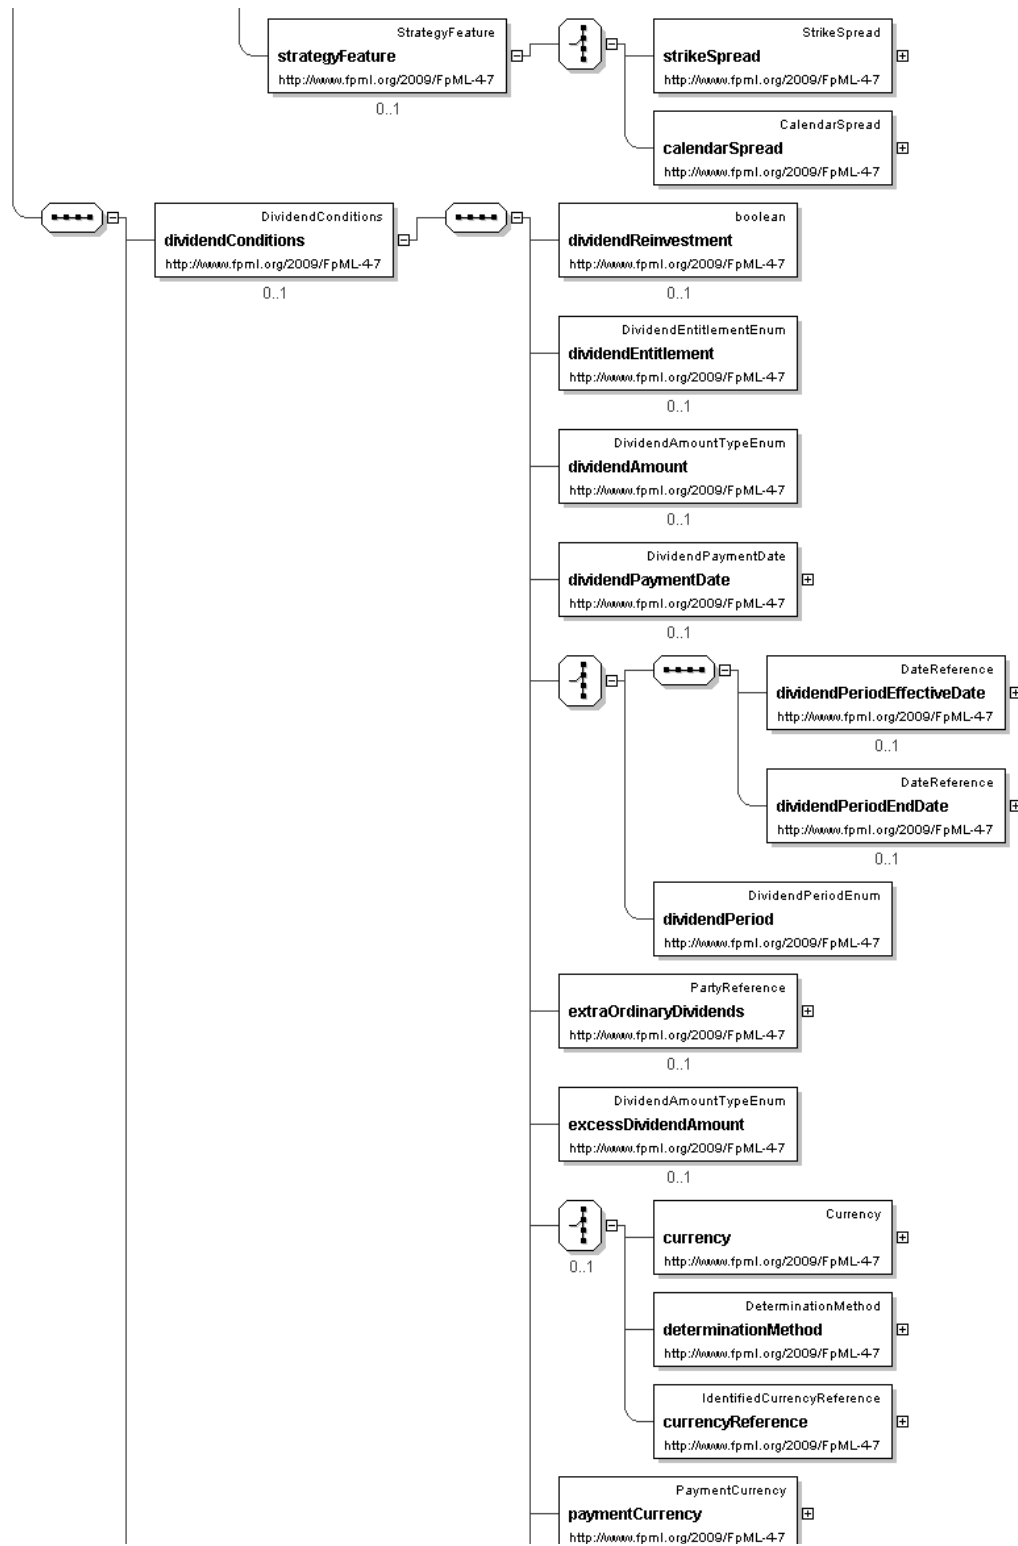 StrategyFeature
strategyFeature
http://www.fpml.org/2009/FpML-4-7
0..1
StrikeSpread
strikeSpread
http://www.fpml.org/2009/FpML-4-7
CalendarSpread
calendarSpread
http://www.fpml.org/2009/FpML-4-7
DividendConditions
dividendConditions
http://www.fpml.org/2009/FpML-4-7
0..1
boolean
dividendReinvestment
http://www.fpml.org/2009/FpML-4-7
0..1
DividendEntitlementEnum
dividendEntitlement
http://www.fpml.org/2009/FpML-4-7
0..1
DividendAmountTypeEnum
dividendAmount
http://www.fpml.org/2009/FpML-4-7
0..1
DividendPaymentDate
dividendPaymentDate
http://www.fpml.org/2009/FpML-4-7
0..1
DateReference
dividendPeriodEffectiveDate
http://www.fpml.org/2009/FpML-4-7
0..1
DateReference
dividendPeriodEndDate
http://www.fpml.org/2009/FpML-4-7
0..1
DividendPeriodEnum
dividendPeriod
http://www.fpml.org/2009/FpML-4-7
PartyReference
extraOrdinaryDividends
http://www.fpml.org/2009/FpML-4-7
0..1
DividendAmountTypeEnum
excessDividendAmount
http://www.fpml.org/2009/FpML-4-7
0..1
0..1
Currency
currency
http://www.fpml.org/2009/FpML-4-7
DeterminationMethod
determinationMethod
http://www.fpml.org/2009/FpML-4-7
IdentifiedCurrencyReference
currencyReference
http://www.fpml.org/2009/FpML-4-7
PaymentCurrency
paymentCurrency
http://www.fpml.org/2009/FpML-4-7